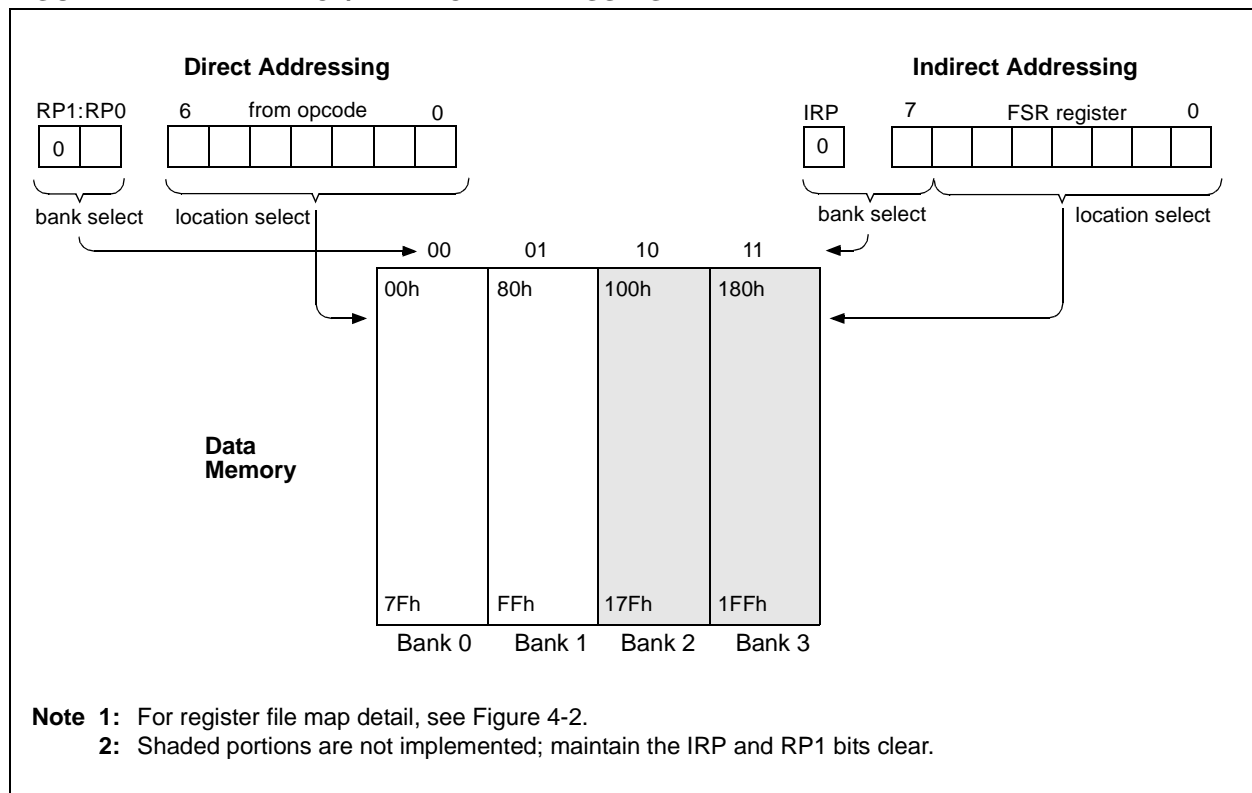 Direct Addressing
Indirect Addressing
RP1:RP0 6 from opcode 0
IRP 7 FSR register 0
0
0
bank select location select
bank select location select
00 01 10 11
00h 80h 100h 180h
Data
Memory
7Fh FFh 17Fh 1FFh
Bank 0 Bank 1 Bank 2 Bank 3
Note 1: For register file map detail, see Figure 4-2.
2: Shaded portions are not implemented; maintain the IRP and RP1 bits clear.